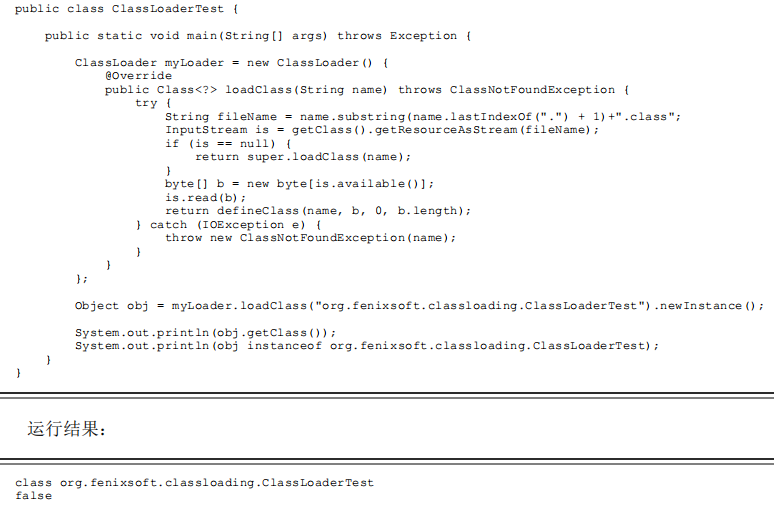 public class ClassLoaderTest {
public static void main(String[] args) throws Exception {
ClassLoader myLoader = new ClassLoader() {
@Override
public Class<?> loadClass(String name) throws ClassNotFoundException {
try {
String fileName = name.substring(name.lastIndexOf(".") + 1)+".class";
InputStream is = getClass().getResourceAsStream(fileName);
if (is == null) {
return super.loadClass(name);
}
byte[] b = new byte[is.available()];
is.read(b);
return defineClass(name, b, 0, b.length);
} catch (IOException e) {
throw new ClassNotFoundException(name);
}
}
};
Object obj = myLoader.loadClass("org.fenixsoft.classloading.ClassLoaderTest").newInstance();
System.out.println(obj.getClass());
System.out.println(obj instanceof org.fenixsoft.classloading.ClassLoaderTest);
}
}
运行结果：
class org.fenixsoft.classloading.ClassLoaderTest
false